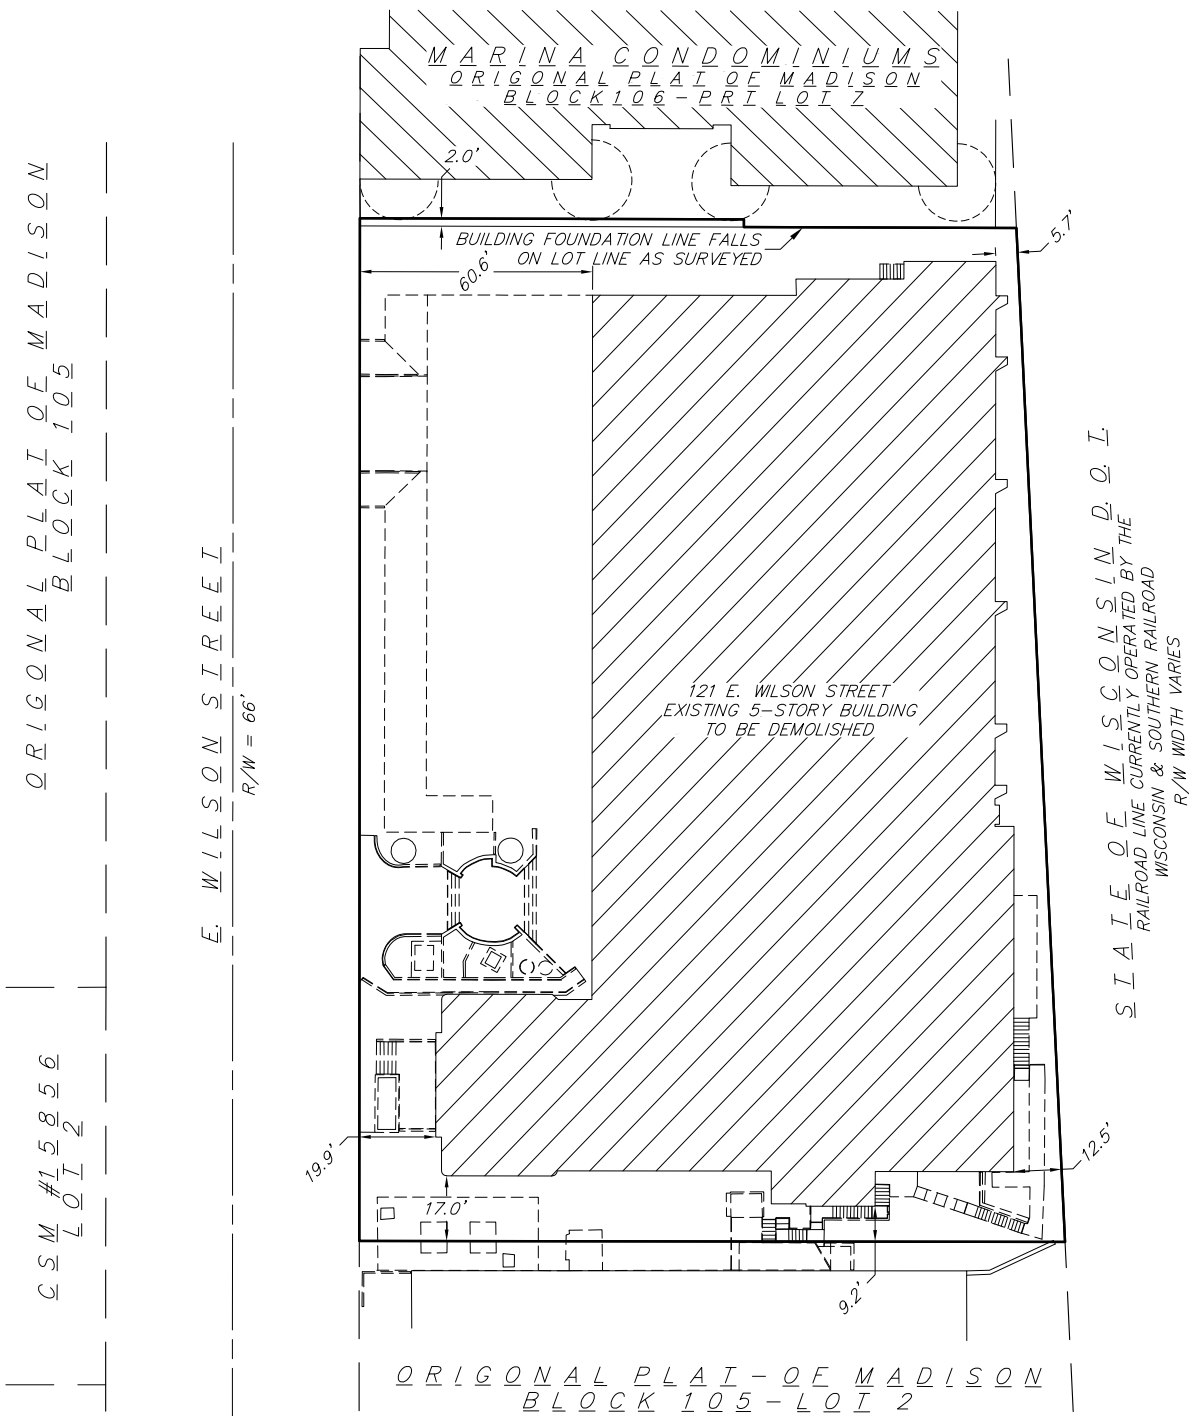 MARINA CONDOMINIUMS
ORIGONAL PLAT OF MADISON
BLOCK 106-PRT LOT 7
2.0'
BUILDING FOUNDATION LINE FALLS
ON LOT LINE AS SURVEYED
5.7'
60.6'
ORIGONAL PLAT OF MADISON
BLOCK 105
E. WILSON STREET
R/W = 66'
121 E. WILSON STREET
EXISTING 5-STORY BUILDING
TO BE DEMOLISHED
STATE OF WISCONSIN D.O.T.
RAILROAD LINE CURRENTLY OPERATED BY THE
WISCONSIN & SOUTHERN RAILROAD
R/W WIDTH VARIES
CSM #15856
LOT 2
19.9'
17.0'
12.5'
9.2'
ORIGONAL PLAT-OF MADISON
BLOCK 105-LOT 2